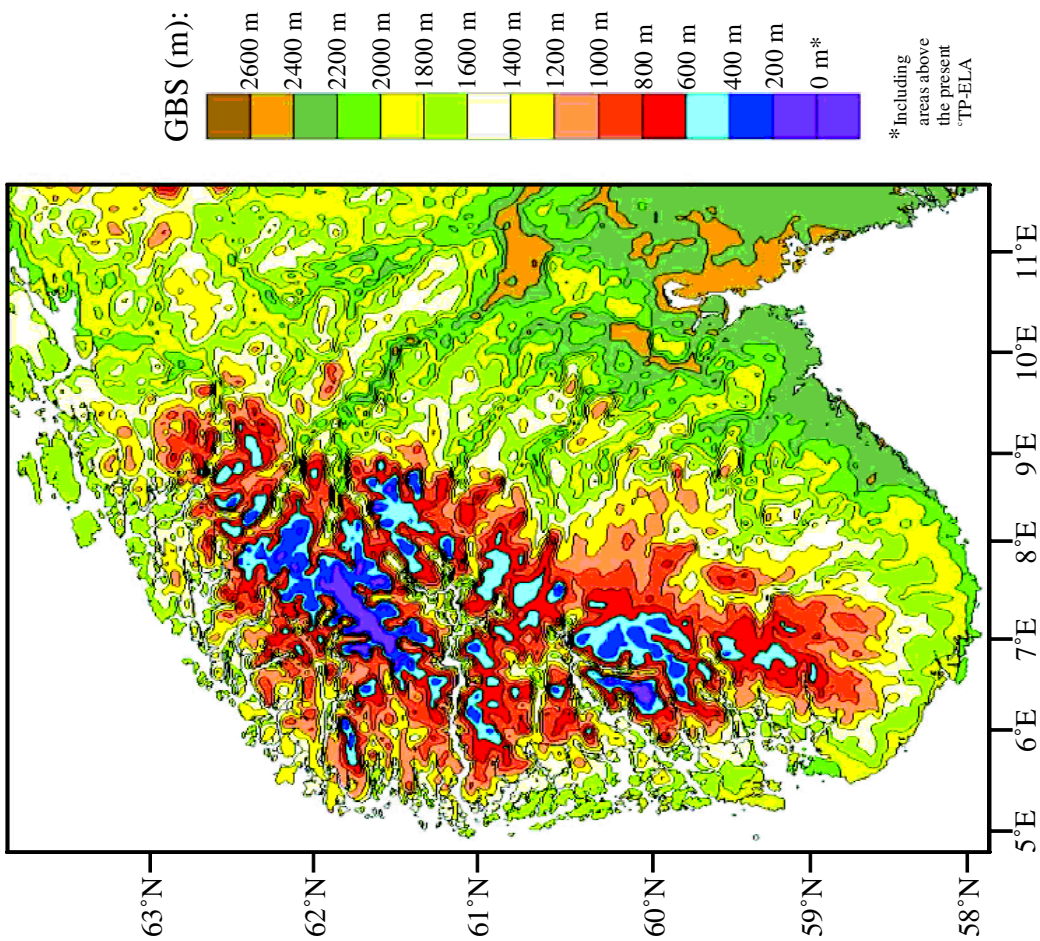 GBS (m):
2600 m
2400 m
2200 m
2000 m
1800 m
1600 m
1400 m
1200 m
1000 m
800 m
600 m
400 m
200 m
0 m*
*Including
areas above
the present
°TP-ELA
63°N
62°N
61°N
60°N
59°N
58°N
5°E
6°E
7°E
8°E
9°E
10°E
11°E